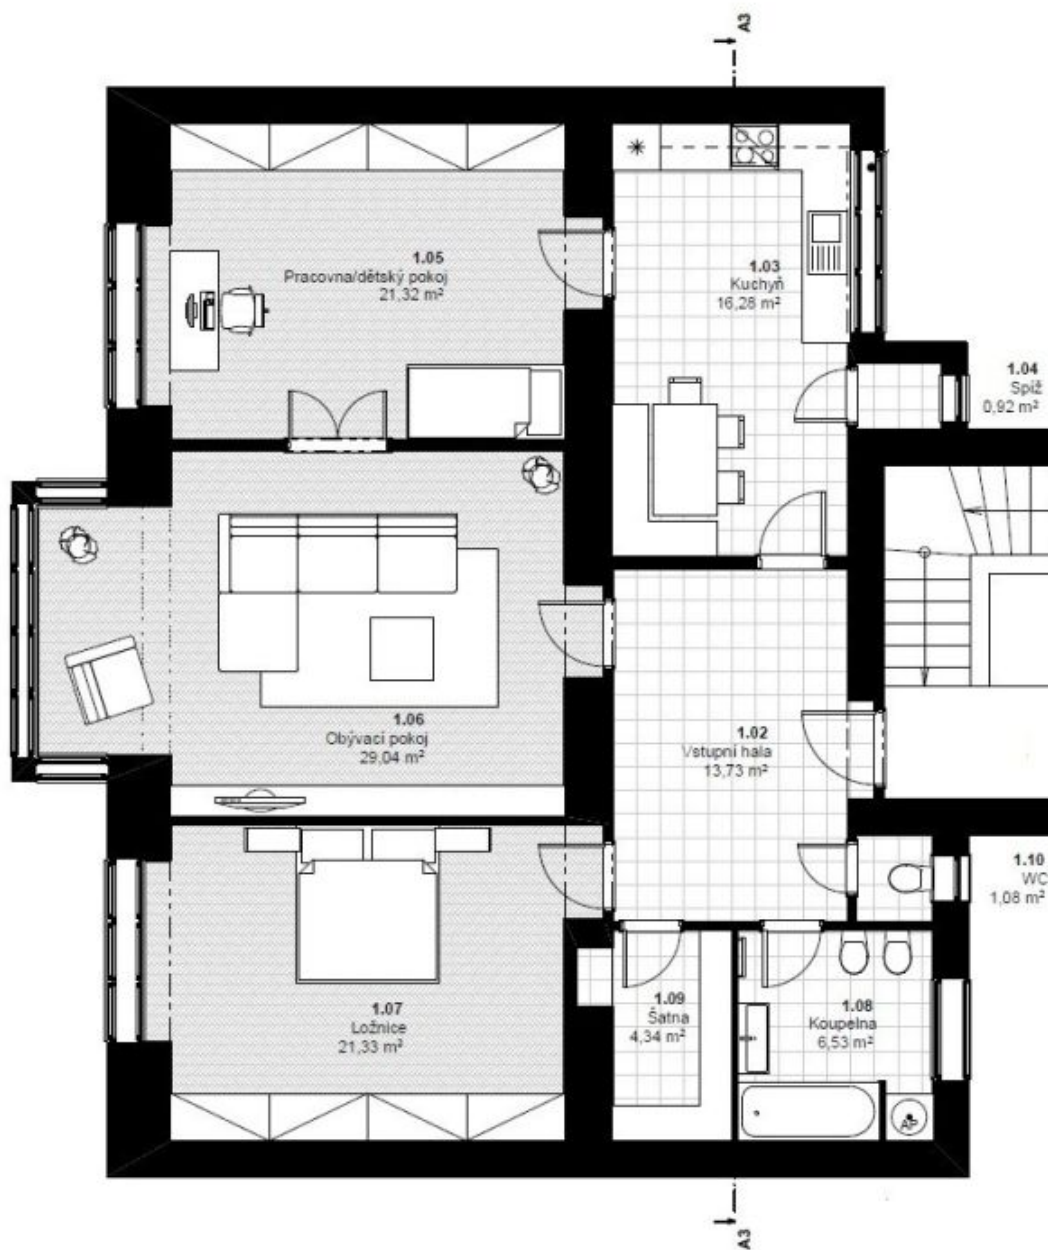 A3
1.05
Pracovna/dětský pokoj
21,32 m²
1.03
Kuchyň
16,28 m²
1.04
Spíž
0,92 m²
1.06
Obývací pokoj
29,04 m²
1.02
Vstupní hala
13,73 m²
1.10
WC
1,08 m²
1.07
Ložnice
21,33 m²
1.09
Šatna
4,34 m²
1.08
Koupelna
6,53 m²
AP
A3